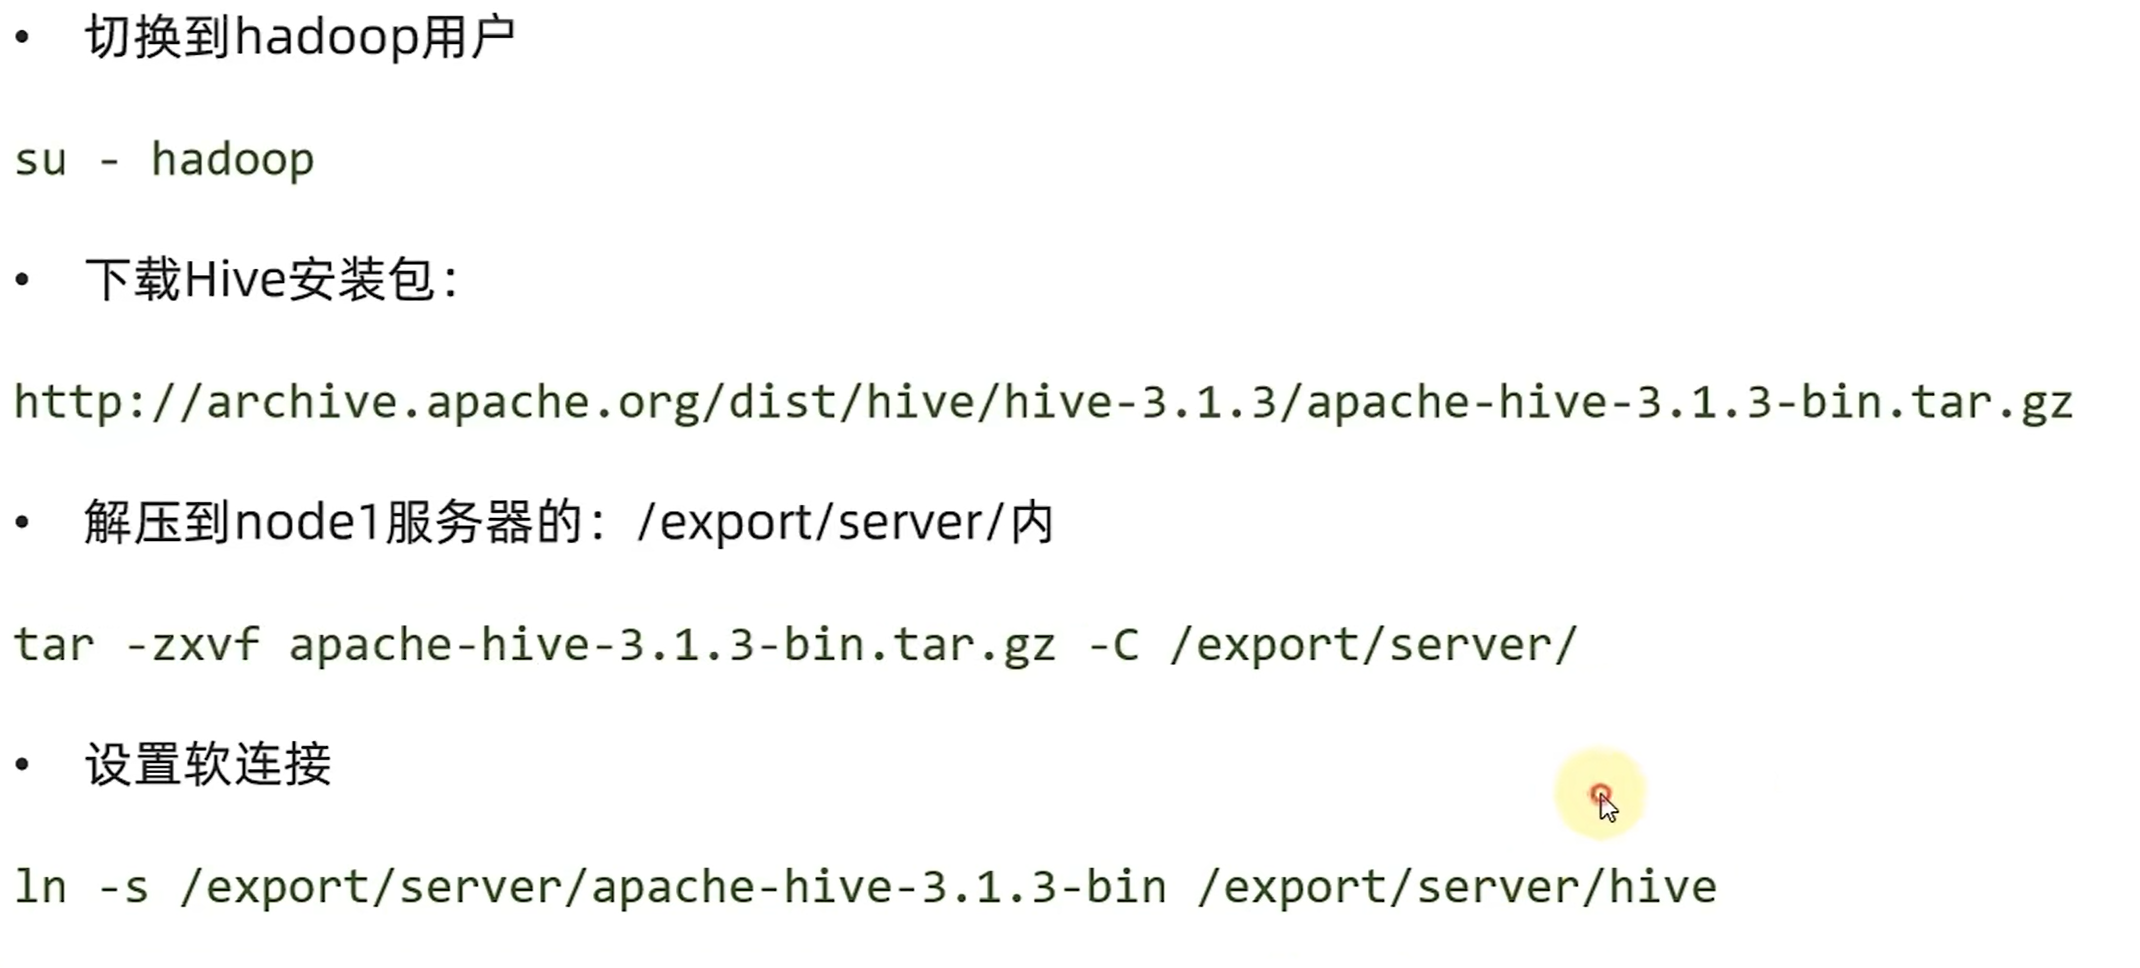 • 切换到hadoop用户
su - hadoop
• 下载Hive安装包：
http://archive.apache.org/dist/hive/hive-3.1.3/apache-hive-3.1.3-bin.tar.gz
• 解压到node1服务器的：/export/server/内
tar -zxvf apache-hive-3.1.3-bin.tar.gz -C /export/server/
• 设置软连接
ln -s /export/server/apache-hive-3.1.3-bin /export/server/hive